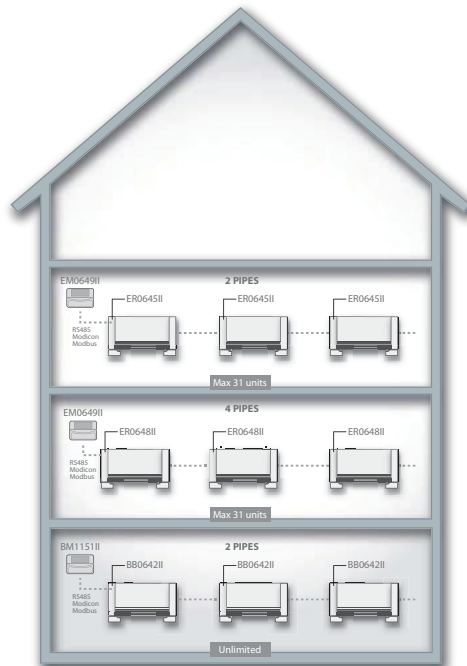 EM0649II
2 PIPES
ER0645II
ER0645II
ER0645II
RS485
Modicon
Modbus
Max 31 units
EM0649II
4 PIPES
ER0648II
ER0648II
ER0648II
RS485
Modicon
Modbus
Max 31 units
BM1151II
2 PIPES
BB0642II
BB0642II
BB0642II
RS485
Modicon
Modbus
Unlimited